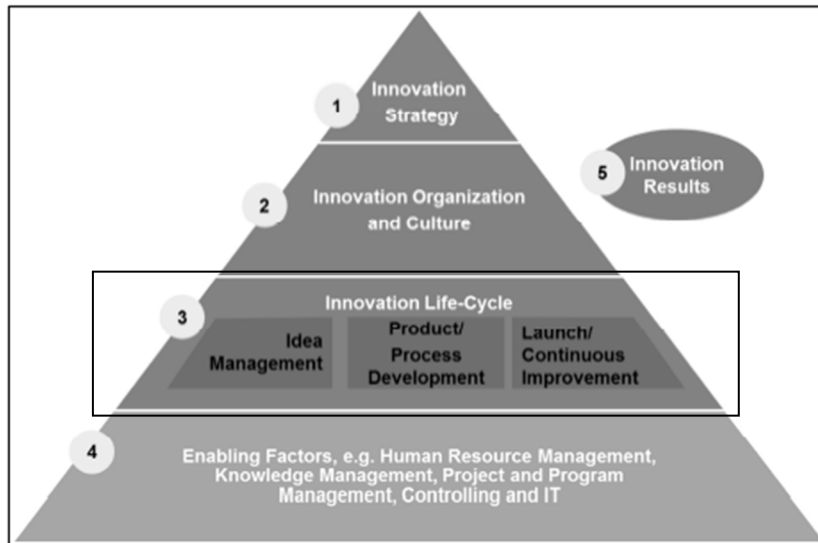 1
Innovation
Strategy
2
Innovation Organization
and Culture
5
Innovation
Results
3
Innovation Life-Cycle
Idea
Management
Product/
Process
Development
Launch/
Continuous
Improvement
4
Enabling Factors, e.g. Human Resource Management,
Knowledge Management, Project and Program
Management, Controlling and IT